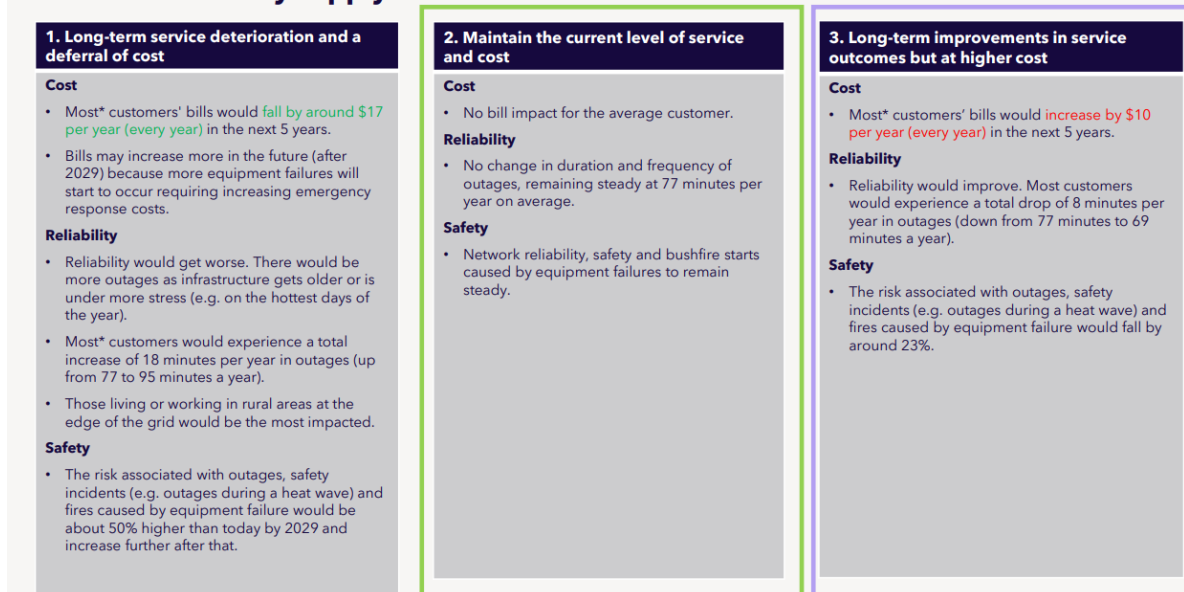 1. Long-term service deterioration and a
deferral of cost
Cost
• Most* customers' bills would fall by around $17
per year (every year) in the next 5 years.
• Bills may increase more in the future (after
2029) because more equipment failures will
start to occur requiring increasing emergency
response costs.
Reliability
• Reliability would get worse. There would be
more outages as infrastructure gets older or is
under more stress (e.g. on the hottest days of
the year).
• Most* customers would experience a total
increase of 18 minutes per year in outages (up
from 77 to 95 minutes a year).
• Those living or working in rural areas at the
edge of the grid would be the most impacted.
Safety
• The risk associated with outages, safety
incidents (e.g. outages during a heat wave) and
fires caused by equipment failure would be
about 50% higher than today by 2029 and
increase further after that.
2. Maintain the current level of service
and cost
Cost
• No bill impact for the average customer.
Reliability
• No change in duration and frequency of
outages, remaining steady at 77 minutes per
year on average.
Safety
• Network reliability, safety and bushfire starts
caused by equipment failures to remain
steady.
3. Long-term improvements in service
outcomes but at higher cost
Cost
• Most* customers' bills would increase by $10
per year (every year) in the next 5 years.
Reliability
• Reliability would improve. Most customers
would experience a total drop of 8 minutes per
year in outages (down from 77 minutes to 69
minutes a year).
Safety
• The risk associated with outages, safety
incidents (e.g. outages during a heat wave) and
fires caused by equipment failure would fall by
around 23%.